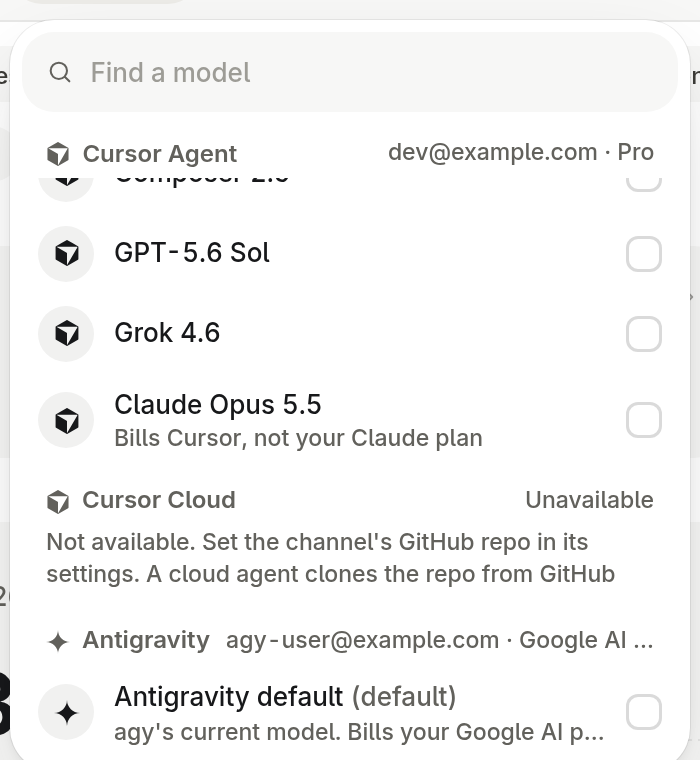 Find a model
Cursor Agent dev@example.com · Pro
GPT-5.6 Sol
Grok 4.6
Claude Opus 5.5
Bills Cursor, not your Claude plan
Cursor Cloud Unavailable
Not available. Set the channel's GitHub repo in its
settings. A cloud agent clones the repo from GitHub
Antigravity agy-user@example.com · Google AI ...
Antigravity default (default)
agy's current model. Bills your Google AI p...